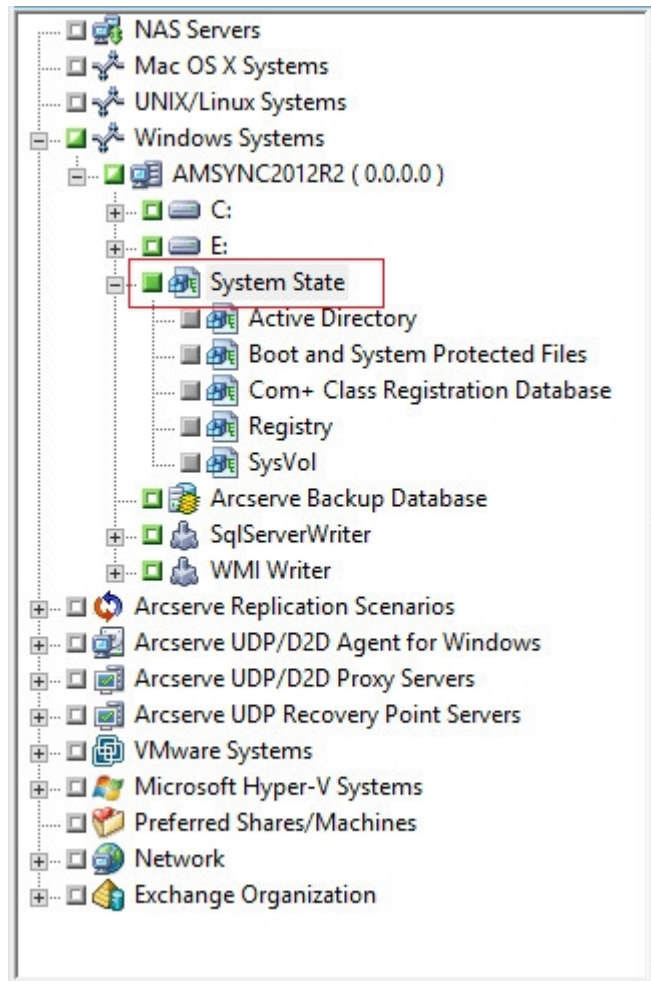 NAS Servers
Mac OS X Systems
UNIX/Linux Systems
Windows Systems
AMSYNC2012R2 ( 0.0.0.0 )
C:
E:
System State
Active Directory
Boot and System Protected Files
Com+ Class Registration Database
Registry
SysVol
Arcserve Backup Database
SqlServerWriter
WMI Writer
Arcserve Replication Scenarios
Arcserve UDP/D2D Agent for Windows
Arcserve UDP/D2D Proxy Servers
Arcserve UDP Recovery Point Servers
VMware Systems
Microsoft Hyper-V Systems
Preferred Shares/Machines
Network
Exchange Organization